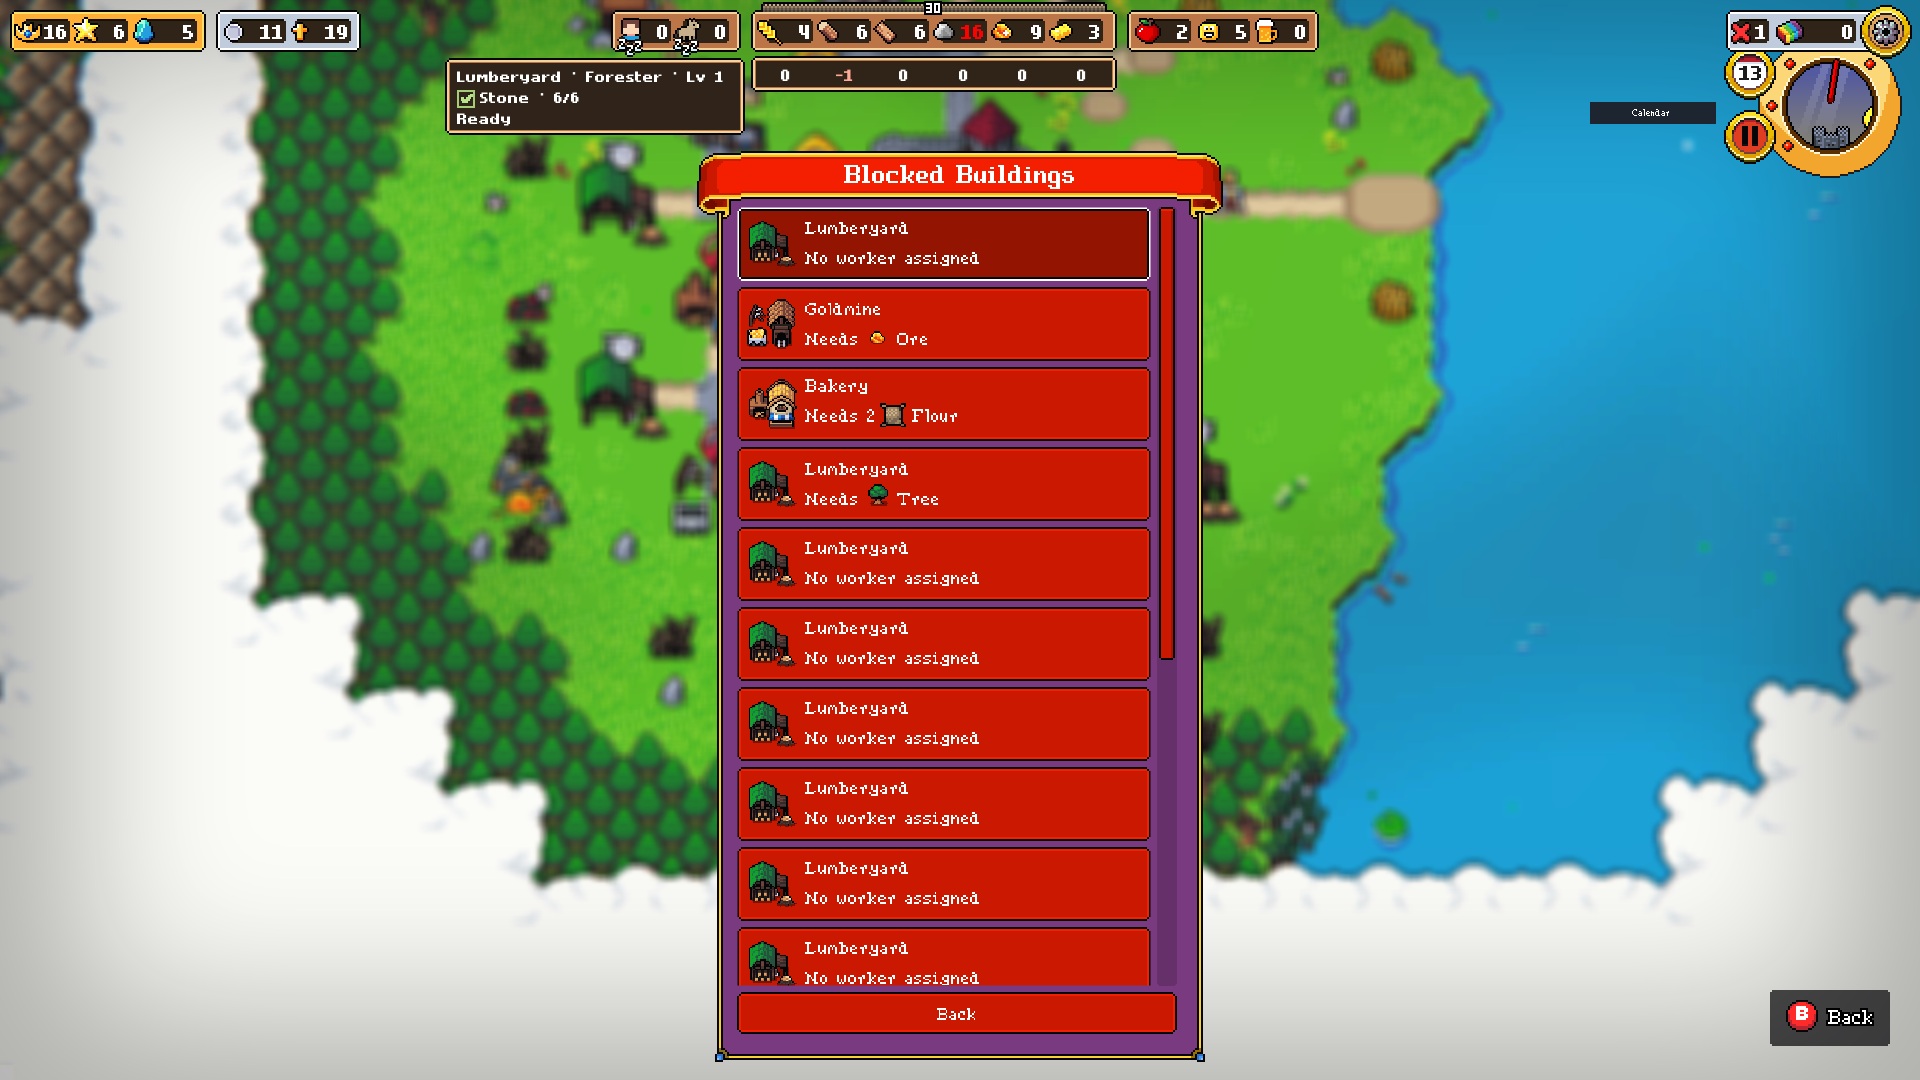 16 6 5 11 19
30
0 0 4 6 6 16 9 3 2 5 0
1 0
0 -1 0 0 0 0
Lumberyard · Forester · Lv 1
Stone · 6/6
Ready
13
Calendar
Blocked Buildings
Lumberyard
No worker assigned
Goldmine
Needs Ore
Bakery
Needs 2 Flour
Lumberyard
Needs Tree
Lumberyard
No worker assigned
Lumberyard
No worker assigned
Lumberyard
No worker assigned
Lumberyard
No worker assigned
Lumberyard
No worker assigned
Lumberyard
No worker assigned
Back
B Back